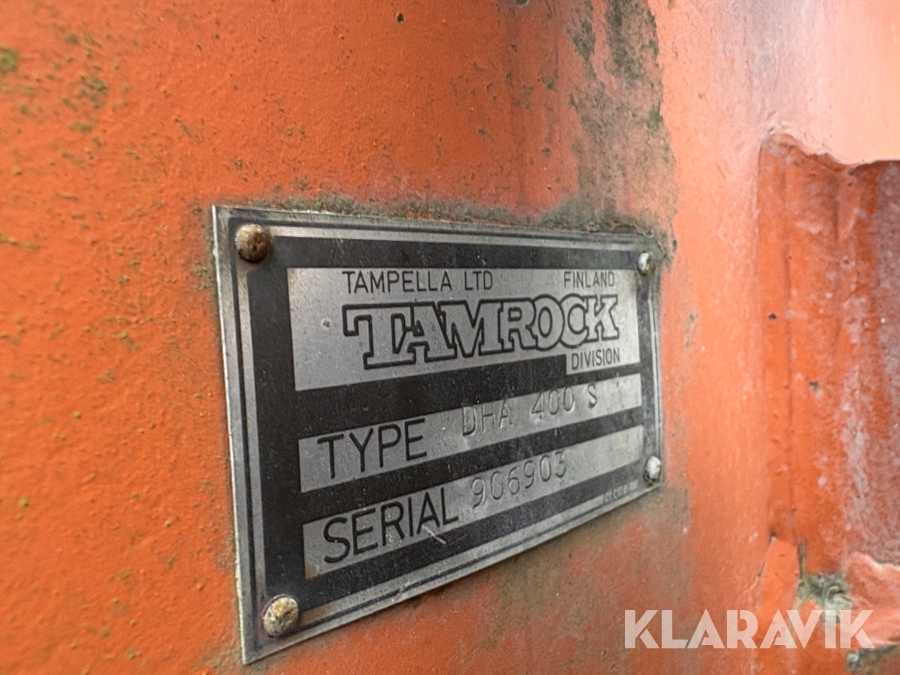 TAMPELLA LTD FINLAND
TAMROCK
DIVISION
TYPE DHA 400 S
SERIAL 906903
KLARAVIK